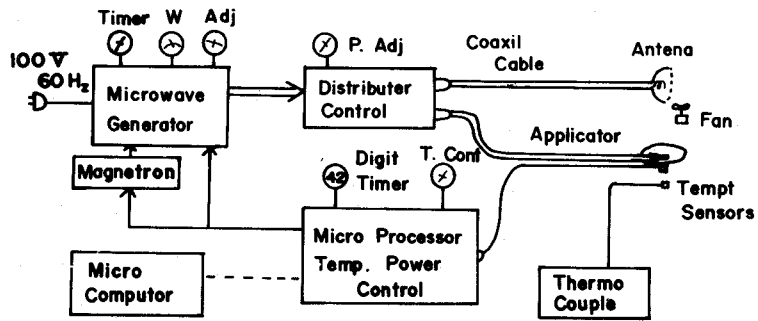 Timer W Adj
P. Adj
Coaxil
Cable
Antena
100 V
60 Hz
Microwave
Generator
Distributer
Control
Fan
Applicator
Magnetron
Digit
Timer
T. Cont
42
Tempt
Sensors
Micro Processor
Temp. Power
Control
Micro
Computor
Thermo
Couple